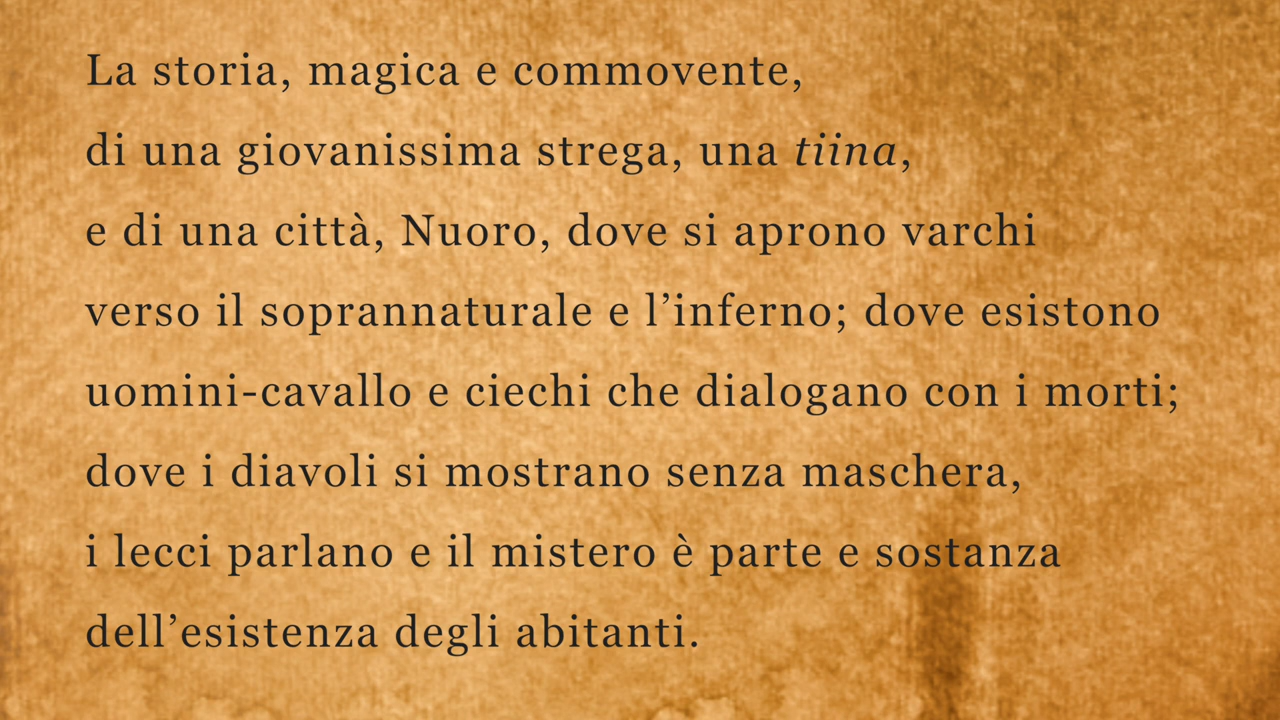 La storia, magica e commovente,
di una giovanissima strega, una tiina,
e di una città, Nuoro, dove si aprono varchi
verso il soprannaturale e l’inferno; dove esistono
uomini-cavallo e ciechi che dialogano con i morti;
dove i diavoli si mostrano senza maschera,
i lecci parlano e il mistero è parte e sostanza
dell’esistenza degli abitanti.